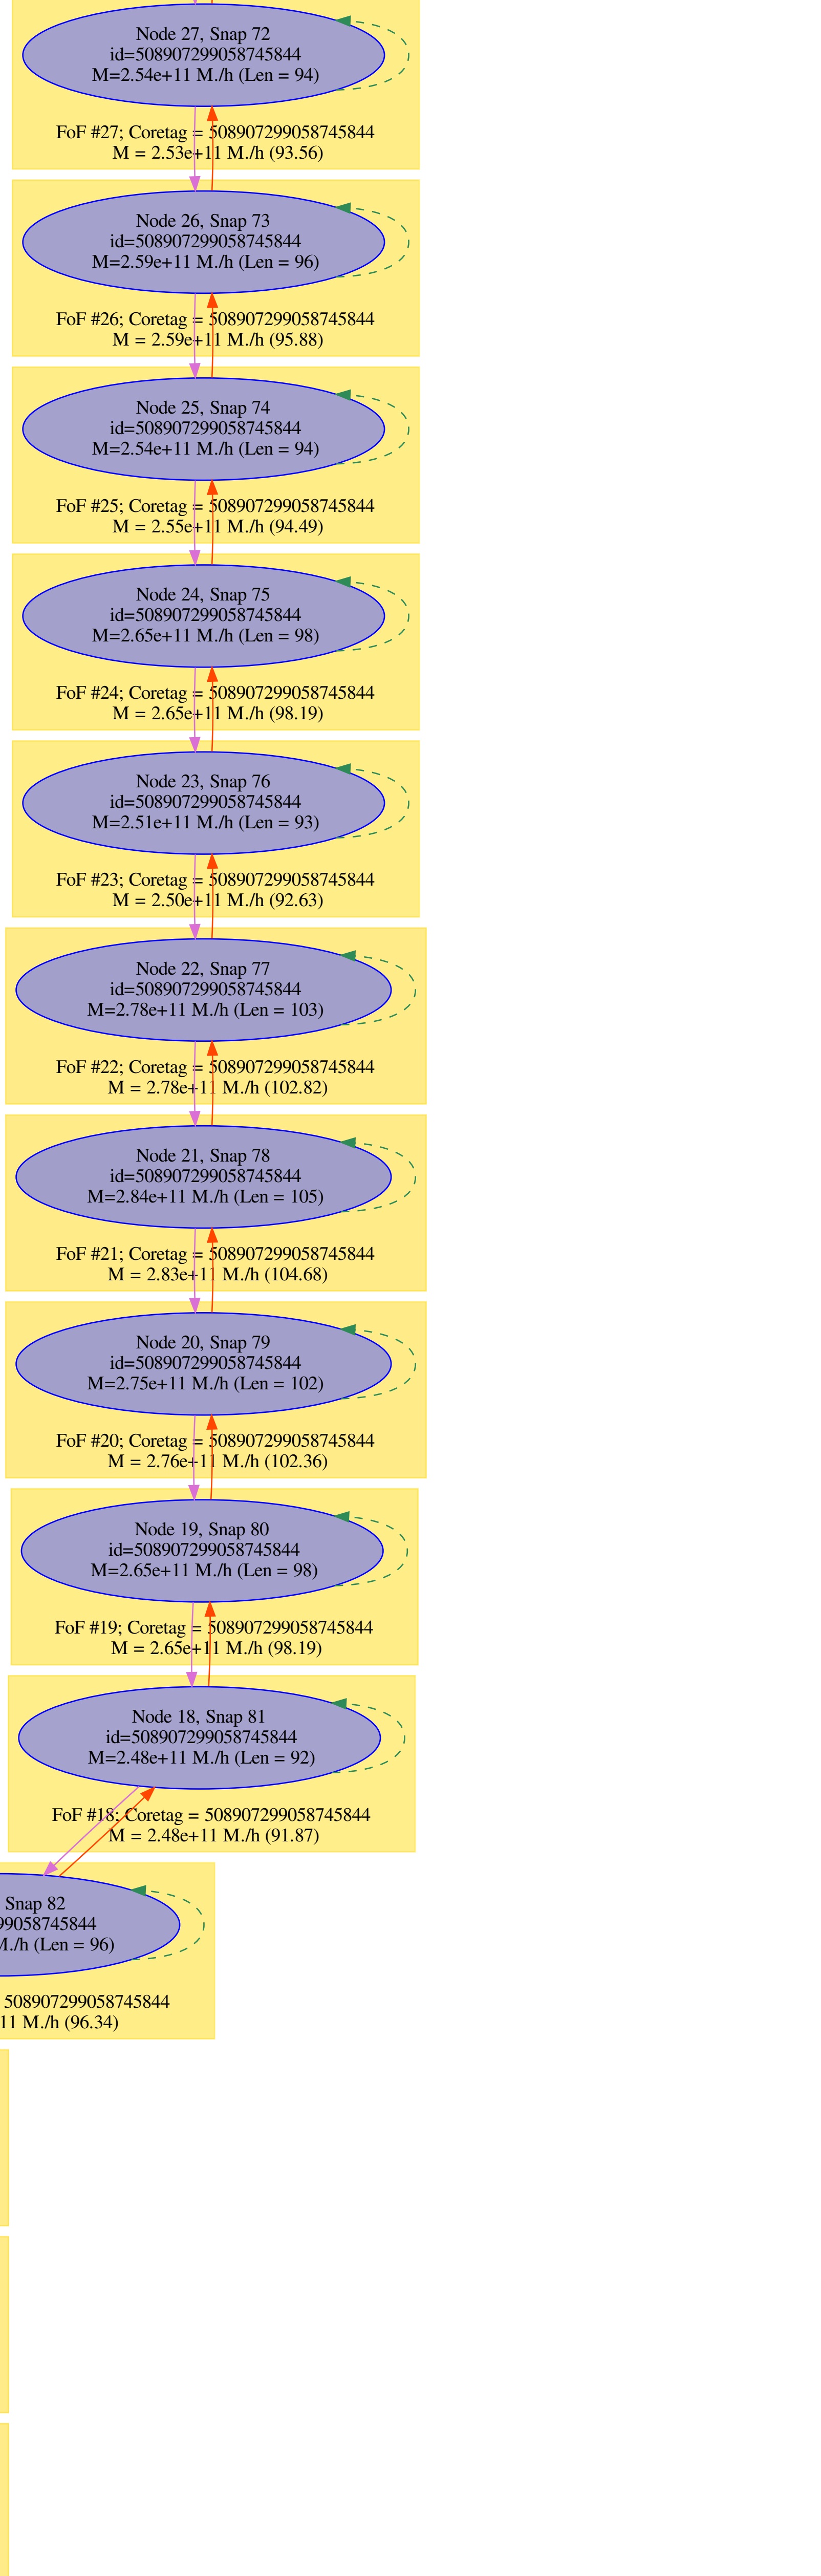 Node 27, Snap 72
id=508907299058745844
M=2.54e+11 M./h (Len = 94)
FoF #27; Coretag = 508907299058745844
M = 2.53e+11 M./h (93.56)
Node 26, Snap 73
id=508907299058745844
M=2.59e+11 M./h (Len = 96)
FoF #26; Coretag = 508907299058745844
M = 2.59e+11 M./h (95.88)
Node 25, Snap 74
id=508907299058745844
M=2.54e+11 M./h (Len = 94)
FoF #25; Coretag = 508907299058745844
M = 2.55e+11 M./h (94.49)
Node 24, Snap 75
id=508907299058745844
M=2.65e+11 M./h (Len = 98)
FoF #24; Coretag = 508907299058745844
M = 2.65e+11 M./h (98.19)
Node 23, Snap 76
id=508907299058745844
M=2.51e+11 M./h (Len = 93)
FoF #23; Coretag = 508907299058745844
M = 2.50e+11 M./h (92.63)
Node 22, Snap 77
id=508907299058745844
M=2.78e+11 M./h (Len = 103)
FoF #22; Coretag = 508907299058745844
M = 2.78e+11 M./h (102.82)
Node 21, Snap 78
id=508907299058745844
M=2.84e+11 M./h (Len = 105)
FoF #21; Coretag = 508907299058745844
M = 2.83e+11 M./h (104.68)
Node 20, Snap 79
id=508907299058745844
M=2.75e+11 M./h (Len = 102)
FoF #20; Coretag = 508907299058745844
M = 2.76e+11 M./h (102.36)
Node 19, Snap 80
id=508907299058745844
M=2.65e+11 M./h (Len = 98)
FoF #19; Coretag = 508907299058745844
M = 2.65e+11 M./h (98.19)
Node 18, Snap 81
id=508907299058745844
M=2.48e+11 M./h (Len = 92)
FoF #18; Coretag = 508907299058745844
M = 2.48e+11 M./h (91.87)
Snap 82
99058745844
M./h (Len = 96)
508907299058745844
11 M./h (96.34)